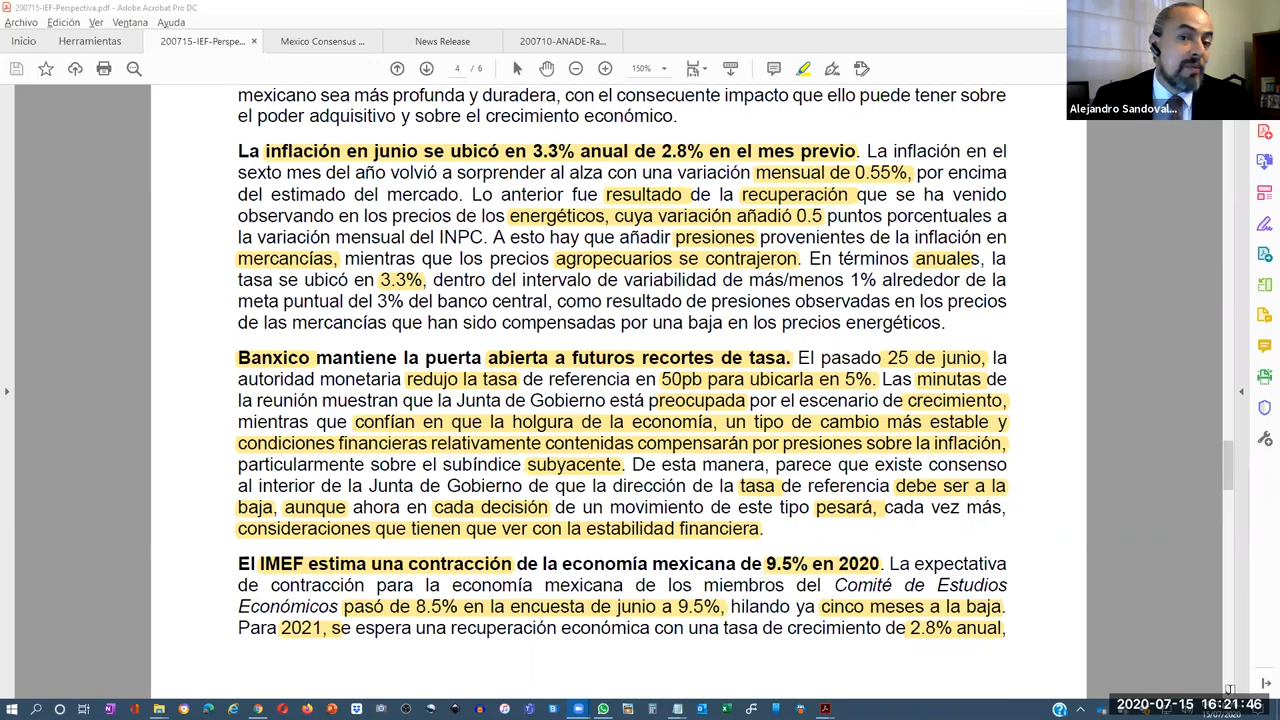 200715-IEF-Perspectiva.pdf - Adobe Acrobat Pro DC
Archivo Edición Ver Ventana Ayuda
Inicio Herramientas 200715-IEF-Perspe... × Mexico Consensus ... News Release 200710-ANADE-Ra...
4 / 6 150%
Alejandro Sandoval...
mexicano sea más profunda y duradera, con el consecuente impacto que ello puede tener sobre
el poder adquisitivo y sobre el crecimiento económico.
La inflación en junio se ubicó en 3.3% anual de 2.8% en el mes previo. La inflación en el
sexto mes del año volvió a sorprender al alza con una variación mensual de 0.55%, por encima
del estimado del mercado. Lo anterior fue resultado de la recuperación que se ha venido
observando en los precios de los energéticos, cuya variación añadió 0.5 puntos porcentuales a
la variación mensual del INPC. A esto hay que añadir presiones provenientes de la inflación en
mercancías, mientras que los precios agropecuarios se contrajeron. En términos anuales, la
tasa se ubicó en 3.3%, dentro del intervalo de variabilidad de más/menos 1% alrededor de la
meta puntual del 3% del banco central, como resultado de presiones observadas en los precios
de las mercancías que han sido compensadas por una baja en los precios energéticos.
Banxico mantiene la puerta abierta a futuros recortes de tasa. El pasado 25 de junio, la
autoridad monetaria redujo la tasa de referencia en 50pb para ubicarla en 5%. Las minutas de
la reunión muestran que la Junta de Gobierno está preocupada por el escenario de crecimiento,
mientras que confían en que la holgura de la economía, un tipo de cambio más estable y
condiciones financieras relativamente contenidas compensarán por presiones sobre la inflación,
particularmente sobre el subíndice subyacente. De esta manera, parece que existe consenso
al interior de la Junta de Gobierno de que la dirección de la tasa de referencia debe ser a la
baja, aunque ahora en cada decisión de un movimiento de este tipo pesará, cada vez más,
consideraciones que tienen que ver con la estabilidad financiera.
El IMEF estima una contracción de la economía mexicana de 9.5% en 2020. La expectativa
de contracción para la economía mexicana de los miembros del Comité de Estudios
Económicos pasó de 8.5% en la encuesta de junio a 9.5%, hilando ya cinco meses a la baja.
Para 2021, se espera una recuperación económica con una tasa de crecimiento de 2.8% anual,
2020-07-15 16:21:46
15/07/2020